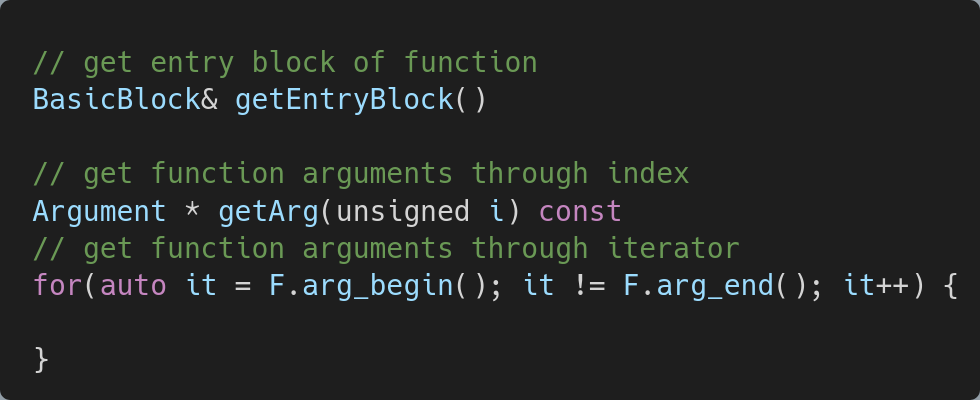 // get entry block of function
BasicBlock& getEntryBlock()
// get function arguments through index
Argument * getArg(unsigned i) const
// get function arguments through iterator
for(auto it = F.arg_begin(); it != F.arg_end(); it++) {
}